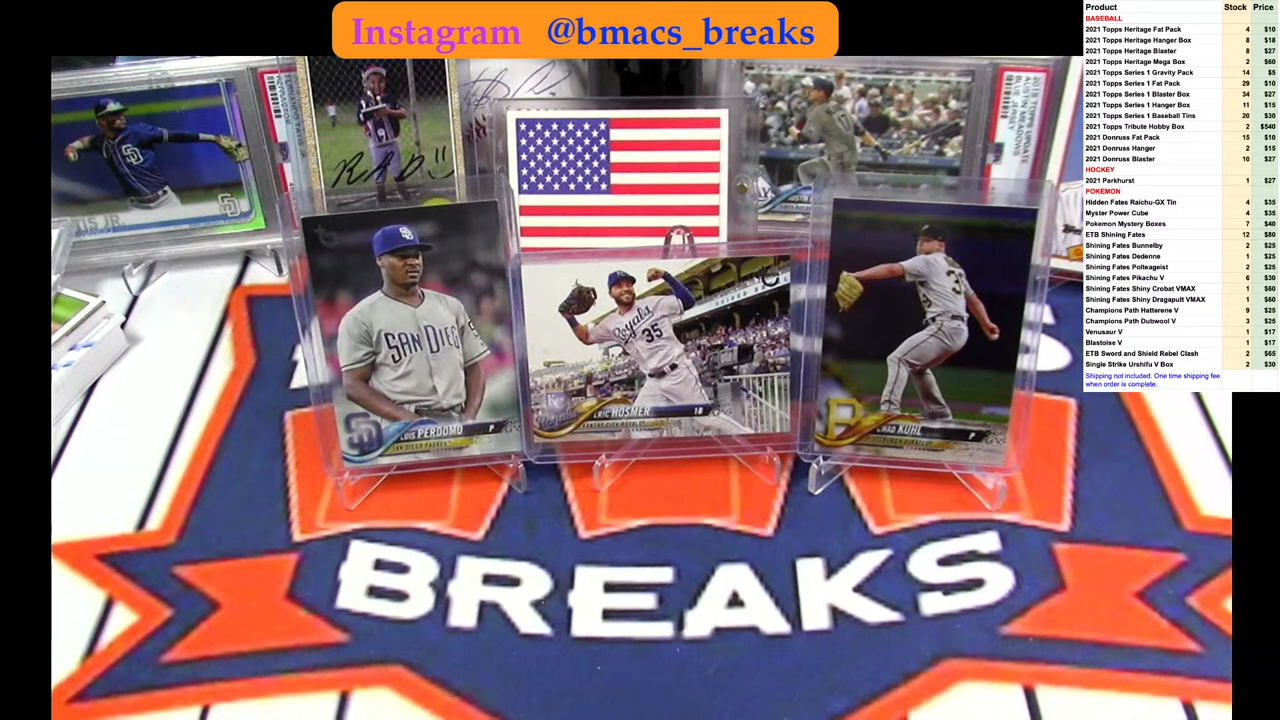 Instagram @bmacs_breaks
Product Stock Price
BASEBALL
2021 Topps Heritage Fat Pack 4 $10
2021 Topps Heritage Hanger Box 8 $18
2021 Topps Heritage Blaster 8 $27
2021 Topps Heritage Mega Box 2 $60
2021 Topps Series 1 Gravity Pack 14 $5
2021 Topps Series 1 Fat Pack 29 $10
2021 Topps Series 1 Blaster Box 34 $27
2021 Topps Series 1 Hanger Box 11 $15
2021 Topps Series 1 Baseball Tins 20 $30
2021 Topps Tribute Hobby Box 2 $540
2021 Donruss Fat Pack 15 $10
2021 Donruss Hanger 2 $15
2021 Donruss Blaster 10 $27
HOCKEY
2021 Parkhurst 1 $27
POKEMON
Hidden Fates Raichu-GX Tin 4 $35
Myster Power Cube 4 $35
Pokemon Mystery Boxes 7 $40
ETB Shining Fates 12 $80
Shining Fates Bunnelby 2 $25
Shining Fates Dedenne 1 $25
Shining Fates Polteageist 2 $25
Shining Fates Pikachu V 6 $30
Shining Fates Shiny Crobat VMAX 1 $60
Shining Fates Shiny Dragapult VMAX 1 $60
Champions Path Hatterene V 9 $25
Champions Path Dubwool V 3 $25
Venusaur V 1 $17
Blastoise V 1 $17
ETB Sword and Shield Rebel Clash 2 $65
Single Strike Urshifu V Box 2 $30
Shipping not included. One time shipping fee
when order is complete.
SAN DIEGO
LUIS PERDOMO P
SAN DIEGO PADRES
Royals
35
ERIC HOSMER 1B
KANSAS CITY ROYALS
CHAD KUHL P
PITTSBURGH PIRATES
BREAKS